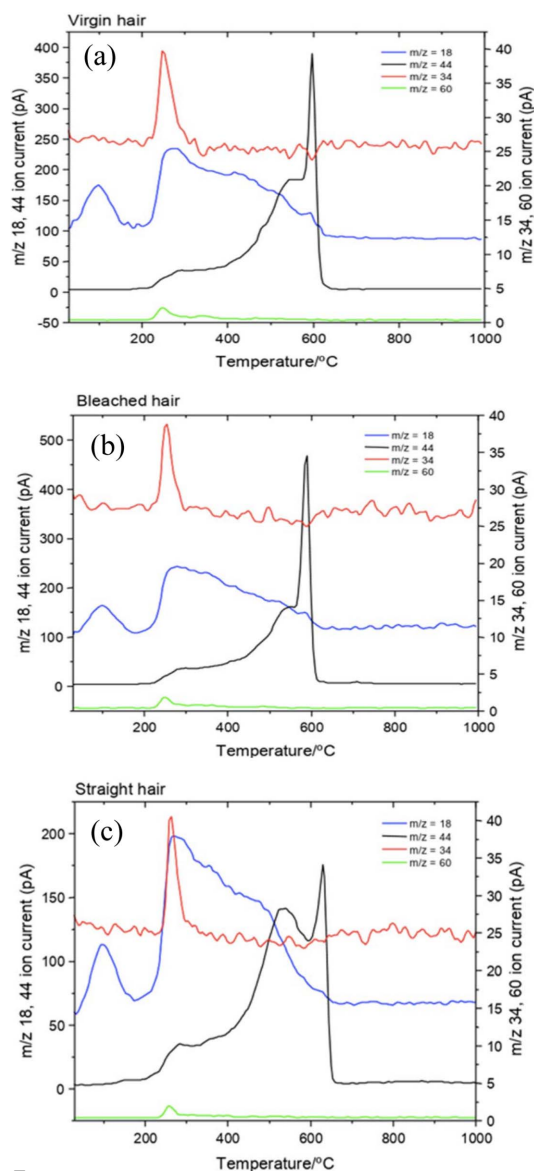 Virgin hair
(a)
m/z = 18
m/z = 44
m/z = 34
m/z = 60
400
350
300
250
200
150
100
50
0
-50
m/z 18, 44 ion current (pA)
40
35
30
25
20
15
10
5
0
m/z 34, 60 ion current (pA)
200 400 600 800 1000
Temperature/ºC
Bleached hair
(b)
m/z = 18
m/z = 44
m/z = 34
m/z = 60
500
400
300
200
100
0
m/z 18, 44 ion current (pA)
40
35
30
25
20
15
10
5
0
m/z 34, 60 ion current (pA)
200 400 600 800 1000
Temperature/ºC
Straight hair
(c)
m/z = 18
m/z = 44
m/z = 34
m/z = 60
200
150
100
50
0
m/z 18, 44 ion current (pA)
40
35
30
25
20
15
10
5
0
m/z 34, 60 ion current (pA)
200 400 600 800 1000
Temperature/ºC